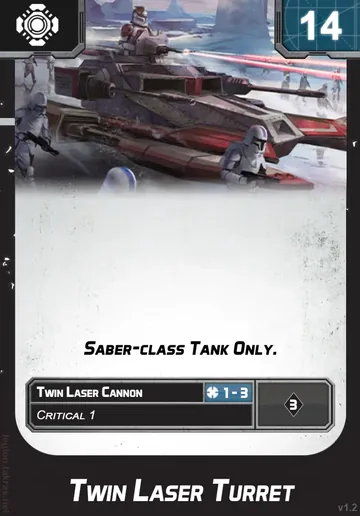 14
Saber-class Tank Only.
Twin Laser Cannon 1 - 3
Critical 1
3
Twin Laser Turret
v1.2